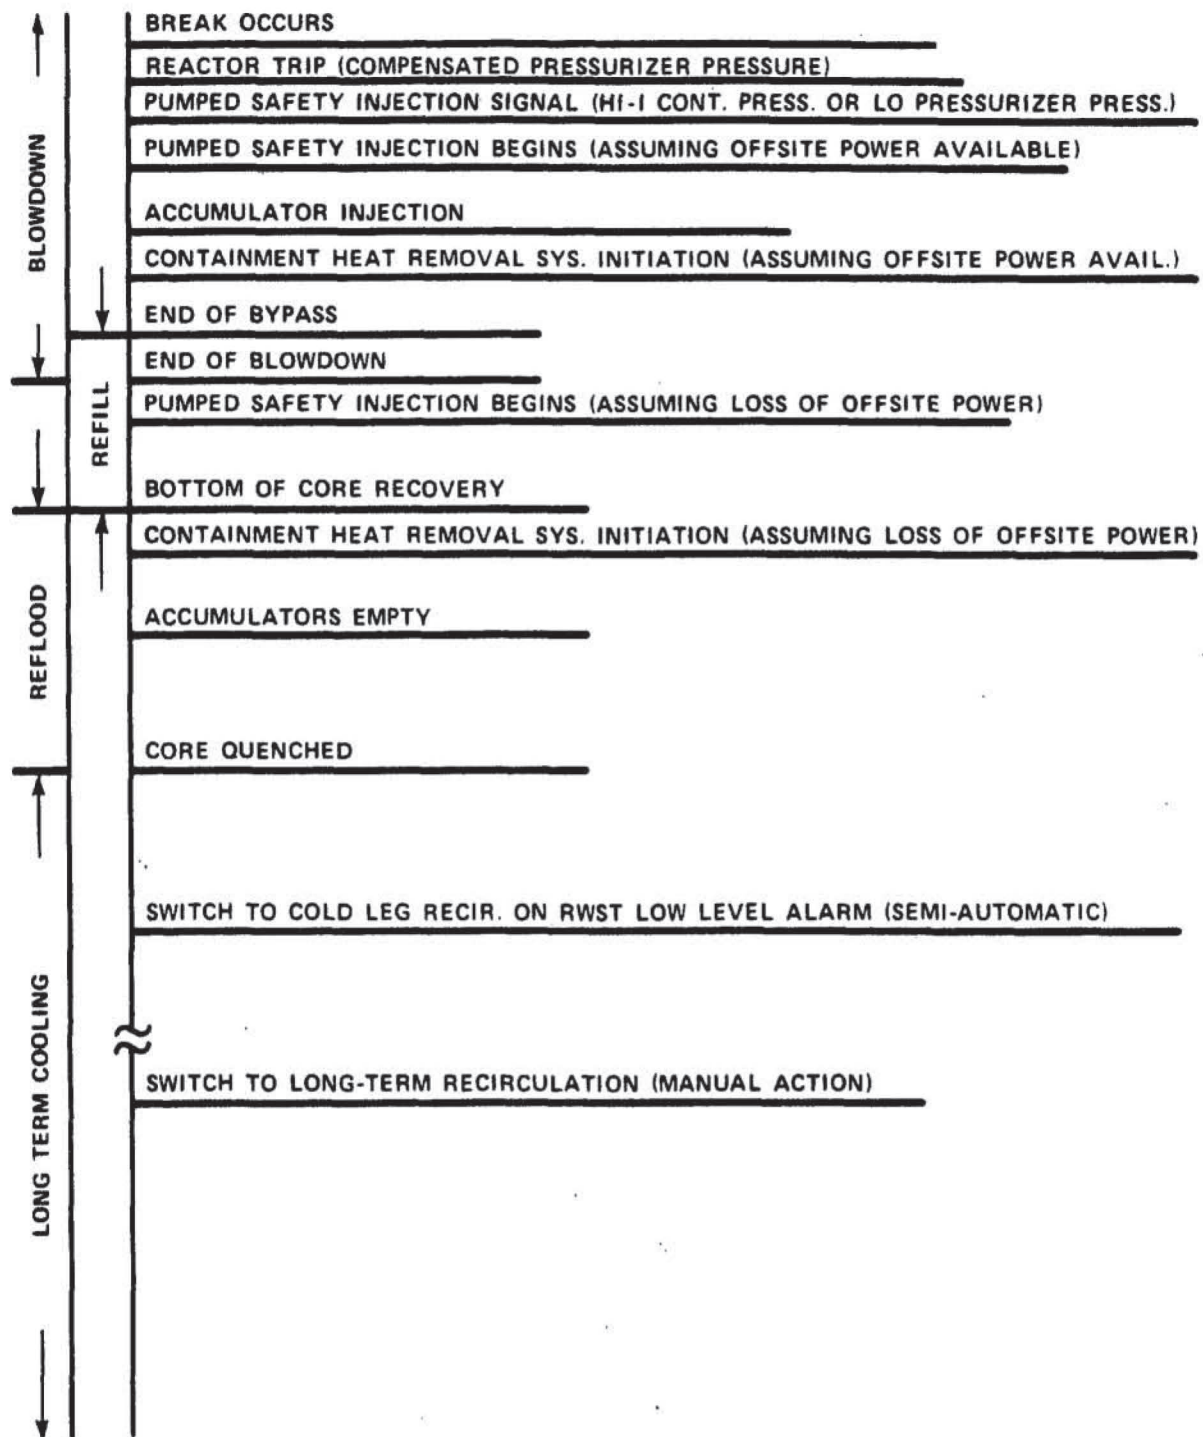 BREAK OCCURS
REACTOR TRIP (COMPENSATED PRESSURIZER PRESSURE)
PUMPED SAFETY INJECTION SIGNAL (HI-I CONT. PRESS. OR LO PRESSURIZER PRESS.)
PUMPED SAFETY INJECTION BEGINS (ASSUMING OFFSITE POWER AVAILABLE)
BLOWDOWN
ACCUMULATOR INJECTION
CONTAINMENT HEAT REMOVAL SYS. INITIATION (ASSUMING OFFSITE POWER AVAIL.)
END OF BYPASS
END OF BLOWDOWN
REFILL
PUMPED SAFETY INJECTION BEGINS (ASSUMING LOSS OF OFFSITE POWER)
BOTTOM OF CORE RECOVERY
CONTAINMENT HEAT REMOVAL SYS. INITIATION (ASSUMING LOSS OF OFFSITE POWER)
REFLOOD
ACCUMULATORS EMPTY
CORE QUENCHED
SWITCH TO COLD LEG RECIR. ON RWST LOW LEVEL ALARM (SEMI-AUTOMATIC)
LONG TERM COOLING
SWITCH TO LONG-TERM RECIRCULATION (MANUAL ACTION)